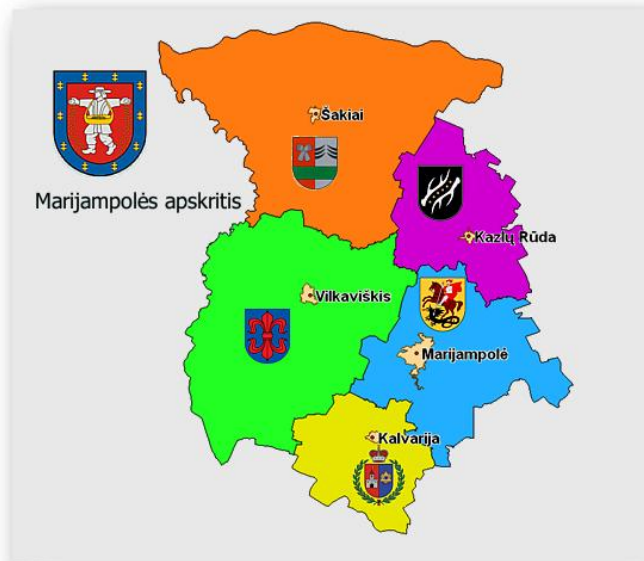 Šakiai
Marijampolės apskritis
Kazlų Rūda
Vilkaviškis
Marijampolė
Kalvarija